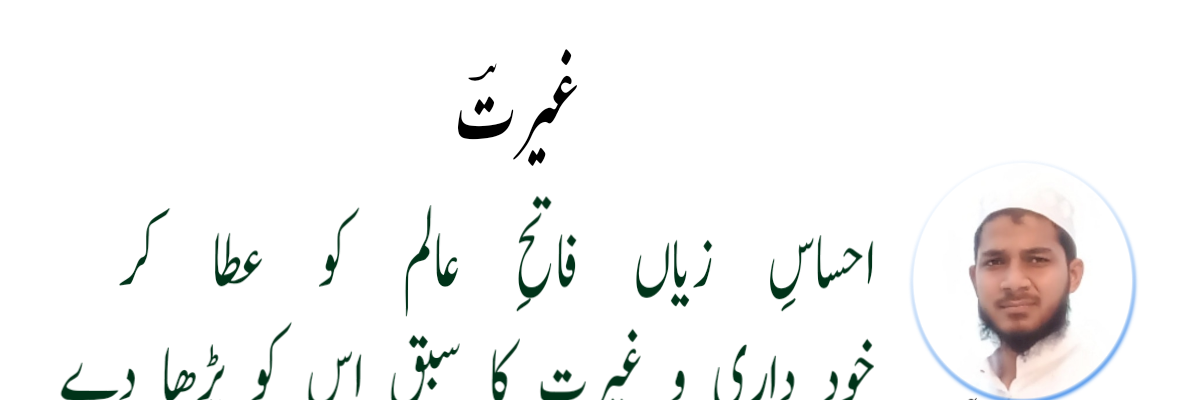 غیرت
احساسِ زیاں فاتحِ عالم کو عطا کر
خود داری و غیرت کا سبق اس کو پڑھا دے